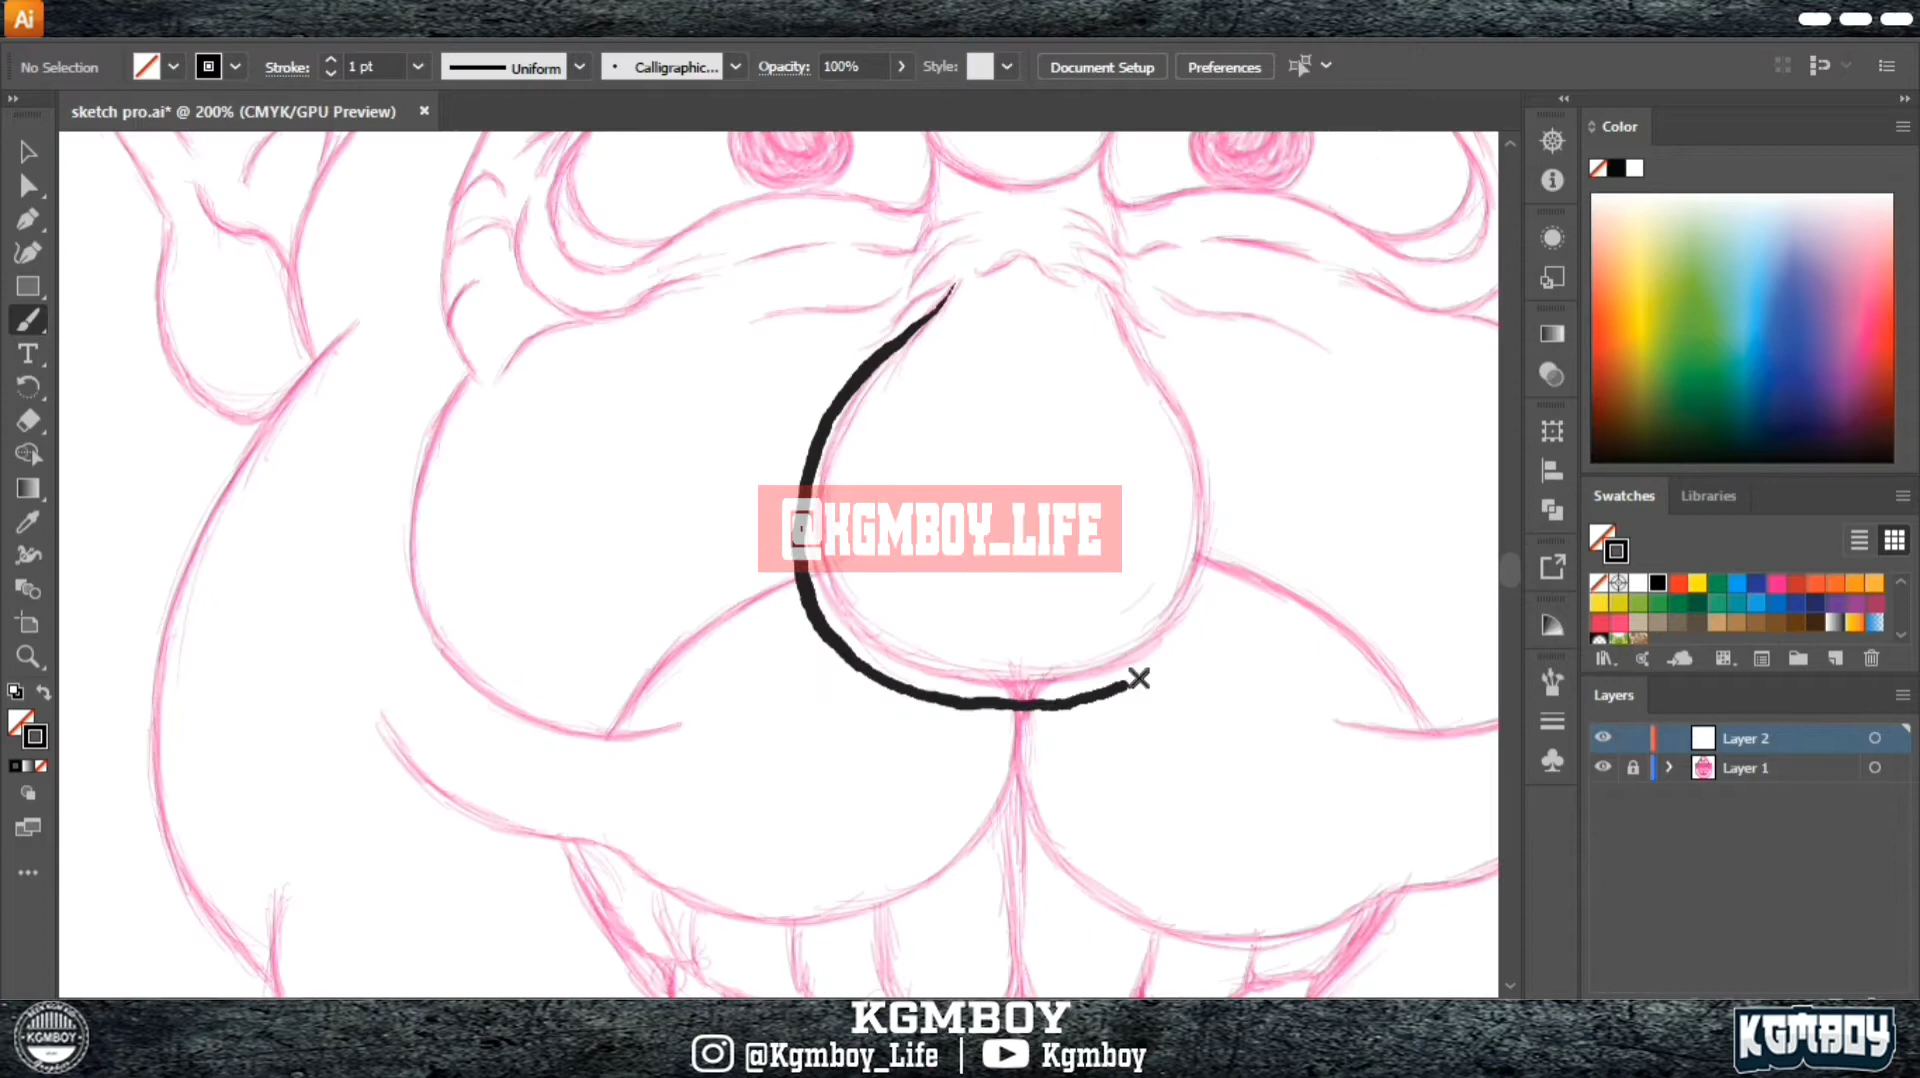 Ai
No Selection
Stroke:
1 pt
Uniform
Calligraphic...
Opacity:
100%
Style:
Document Setup
Preferences
sketch pro.ai* @ 200% (CMYK/GPU Preview)
Color
@KGMBOY_LIFE
Swatches
Libraries
Layers
Layer 2
Layer 1
KGMBOY
@Kgmboy_Life | Kgmboy
KGMBOY
KGMBOY